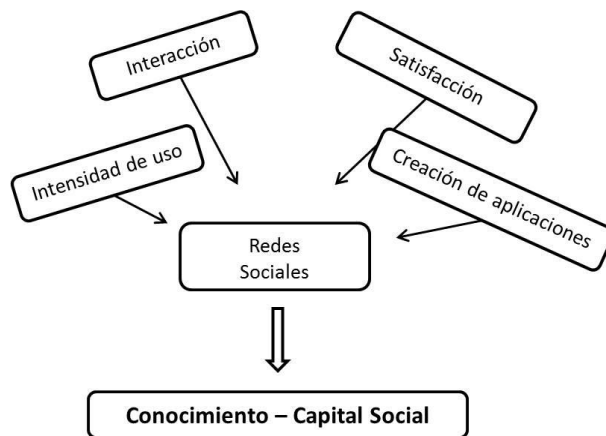 Interacción
Satisfacción
Intensidad de uso
Creación de aplicaciones
Redes
Sociales
Conocimiento – Capital Social